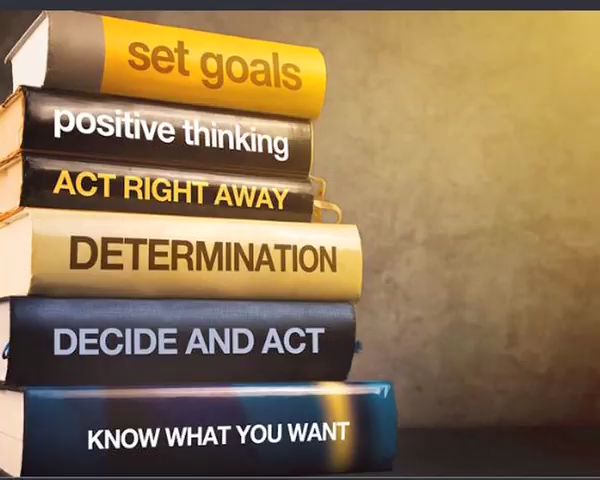 set goals
positive thinking
ACT RIGHT AWAY
DETERMINATION
DECIDE AND ACT
KNOW WHAT YOU WANT